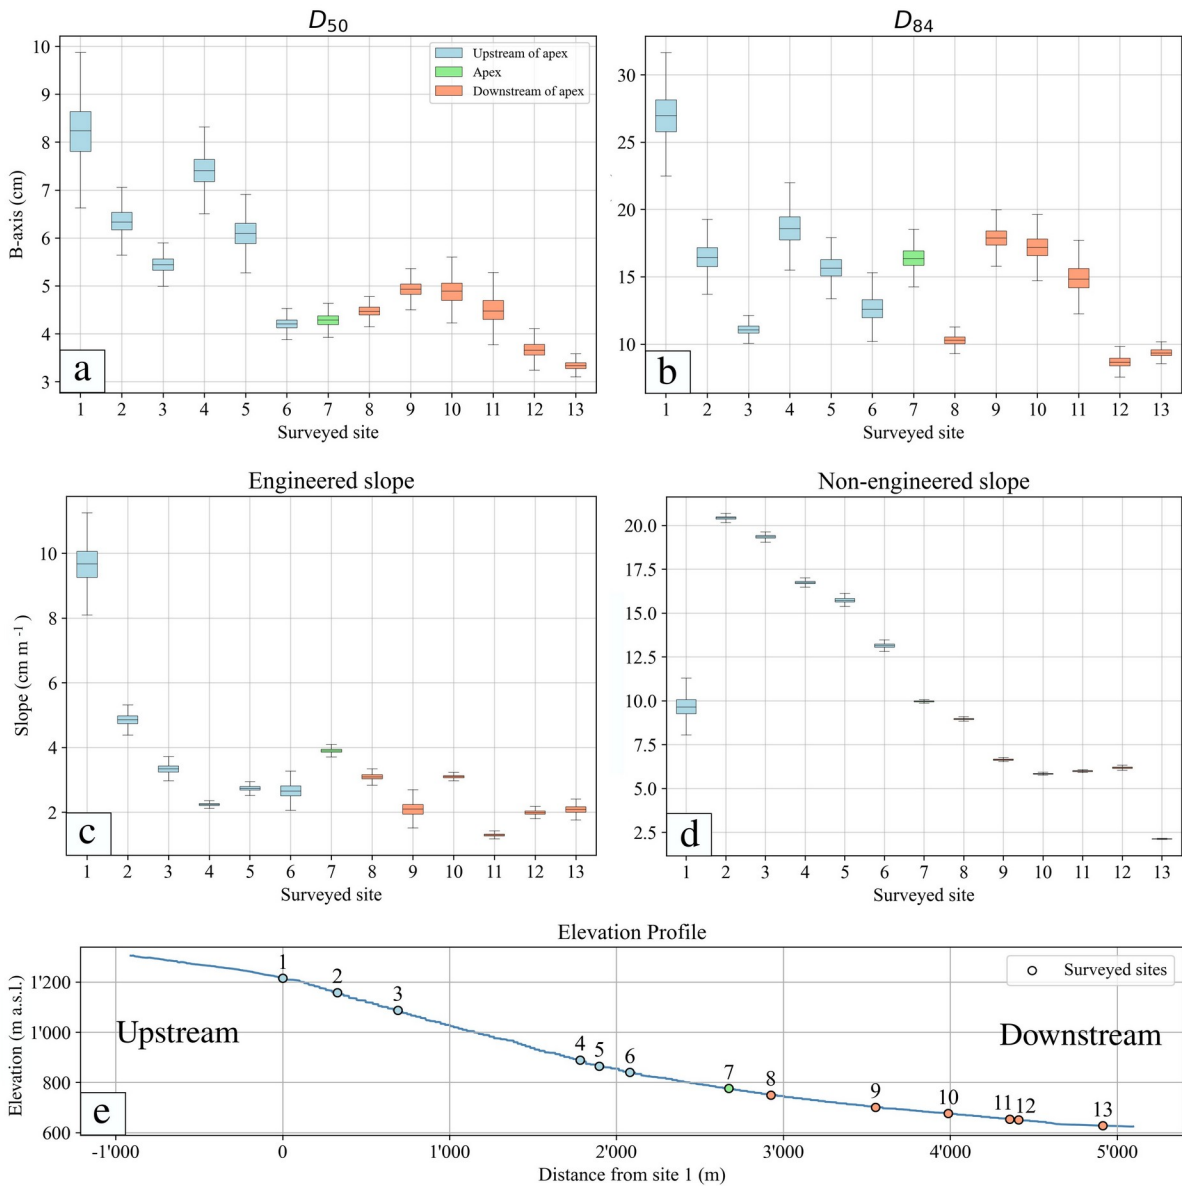 D50
D84
10
9
8
7
6
5
4
3
B-axis (cm)
Upstream of apex
Apex
Downstream of apex
a
1 2 3 4 5 6 7 8 9 10 11 12 13
Surveyed site
30
25
20
15
10
b
1 2 3 4 5 6 7 8 9 10 11 12 13
Surveyed site
Engineered slope
10
8
6
4
2
Slope (cm m -1)
c
1 2 3 4 5 6 7 8 9 10 11 12 13
Surveyed site
Non-engineered slope
20.0
17.5
15.0
12.5
10.0
7.5
5.0
2.5
d
1 2 3 4 5 6 7 8 9 10 11 12 13
Surveyed site
Elevation Profile
1'200
1'000
800
600
Elevation (m a.s.l.)
Surveyed sites
1 2 3 4 5 6 7 8 9 10 11 12 13
Upstream
Downstream
e
-1'000 0 1'000 2'000 3'000 4'000 5'000
Distance from site 1 (m)